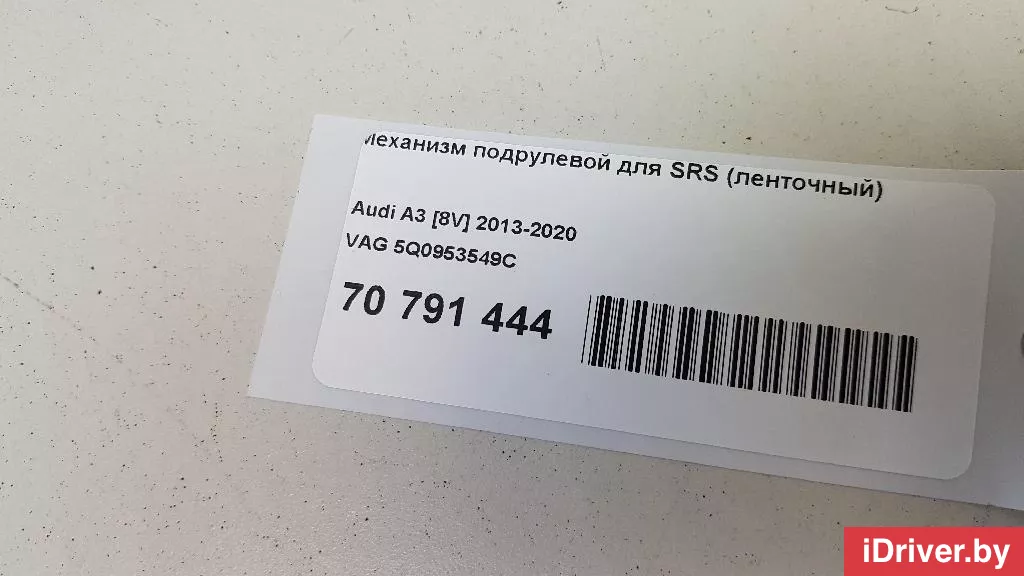 механизм подрулевой для SRS (ленточный)
Audi A3 [8V] 2013-2020
VAG 5Q0953549C
70 791 444
iDriver.by